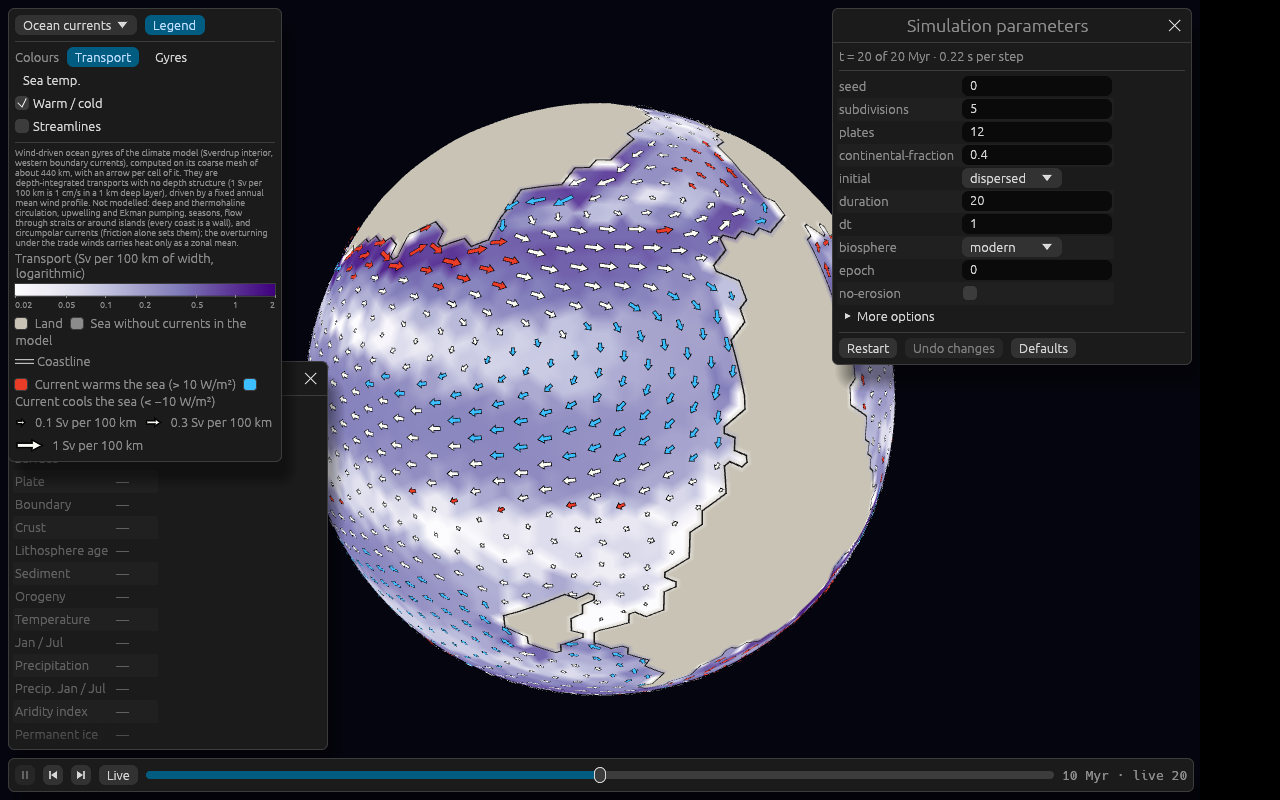 Ocean currents
Legend
Colours Transport Gyres
Sea temp.
Warm / cold
Streamlines
Wind-driven ocean gyres of the climate model (Sverdrup interior,
western boundary currents), computed on its coarse mesh of
about 440 km, with an arrow per cell of it. They are
depth-integrated transports with no depth structure (1 Sv per
100 km is 1 cm/s in a 1 km deep layer), driven by a fixed annual
mean wind profile. Not modelled: deep and thermohaline
circulation, upwelling and Ekman pumping, seasons, flow
through straits or around islands (every coast is a wall), and
circumpolar currents (friction alone sets them); the overturning
under the trade winds carries heat only as a zonal mean.
Transport (Sv per 100 km of width,
logarithmic)
0.02 0.05 0.1 0.2 0.5 1 2
Land Sea without currents in the
model
Coastline
Current warms the sea (> 10 W/m²)
Current cools the sea (< −10 W/m²)
0.1 Sv per 100 km 0.3 Sv per 100 km
1 Sv per 100 km
Plate —
Boundary —
Crust —
Lithosphere age —
Sediment —
Orogeny —
Temperature —
Jan / Jul —
Precipitation —
Precip. Jan / Jul —
Aridity index —
Permanent ice —
Simulation parameters
t = 20 of 20 Myr · 0.22 s per step
seed 0
subdivisions 5
plates 12
continental-fraction 0.4
initial dispersed
duration 20
dt 1
biosphere modern
epoch 0
no-erosion
More options
Restart Undo changes Defaults
Live
10 Myr · live 20